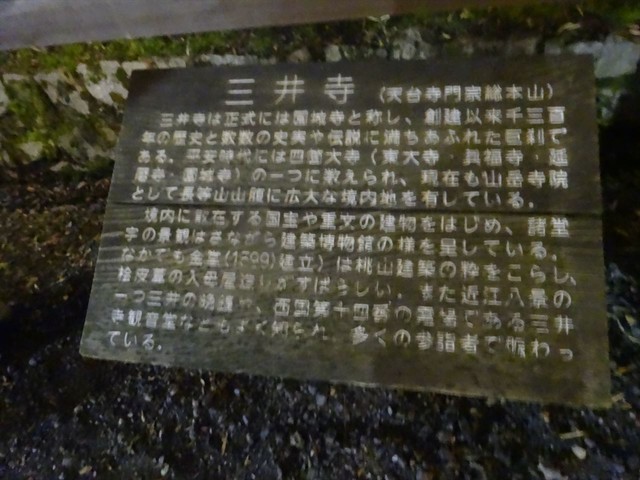 三井寺 (天台寺門宗総本山)
三井寺は正式には園城寺と称し、創建以来千三百
年の歴史と数数の史実や伝説に満ちあふれた巨刹で
ある。平安時代には四箇大寺(東大寺・興福寺・延
暦寺・園城寺)の一つに数えられ、現在も山岳寺院
として長等山山腹に広大な境内地を有している。
境内に散在する国宝や重文の建物をはじめ、諸堂
宇の景観はさながら建築博物館の様を呈している。
なかでも金堂(1599)建立)は桃山建築の粋をこらし、
桧皮葺の入母屋造りがすばらしい。また近江八景の
一つ三井の晩鐘や、西国第十四番の霊場である三井
寺観音堂などもよく知られ、多くの参詣者で賑わっ
ている。